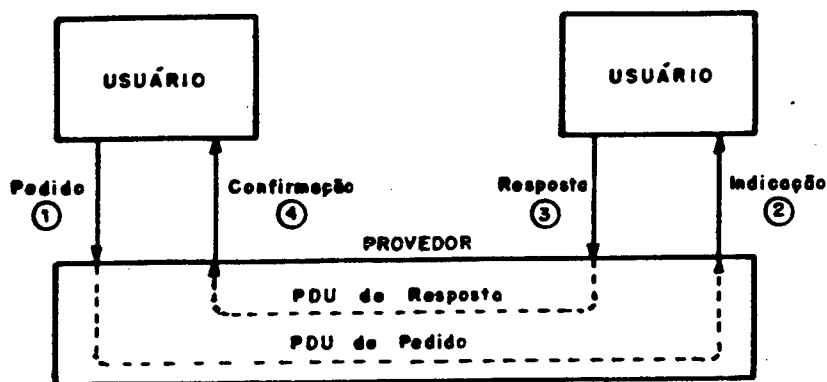 USUÁRIO
USUÁRIO
Pedido
①
Confirmação
④
Resposta
③
Indicação
②
PROVEDOR
PDU de Resposta
PDU de Pedido